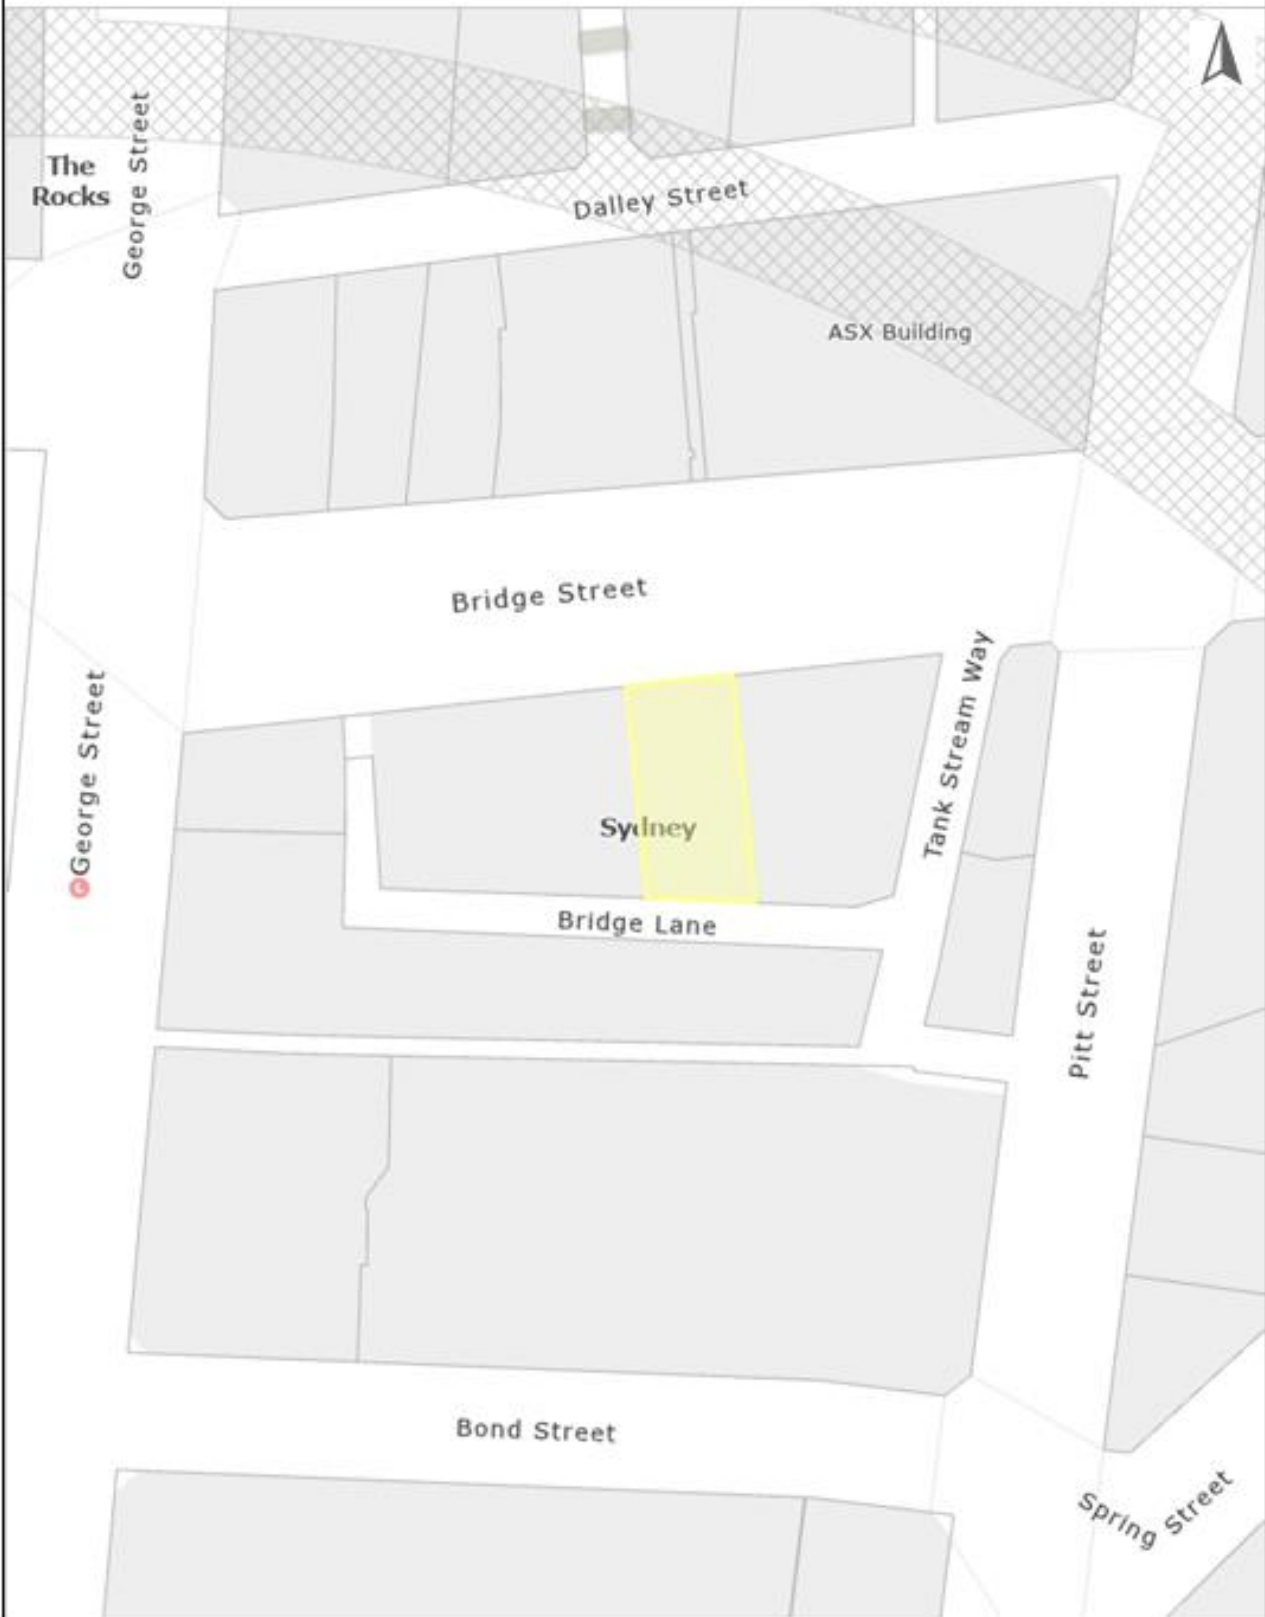 The
Rocks
George Street
Dalley Street
ASX Building
Bridge Street
George Street
Tank Stream Way
Sydney
Bridge Lane
Pitt Street
Bond Street
Spring Street